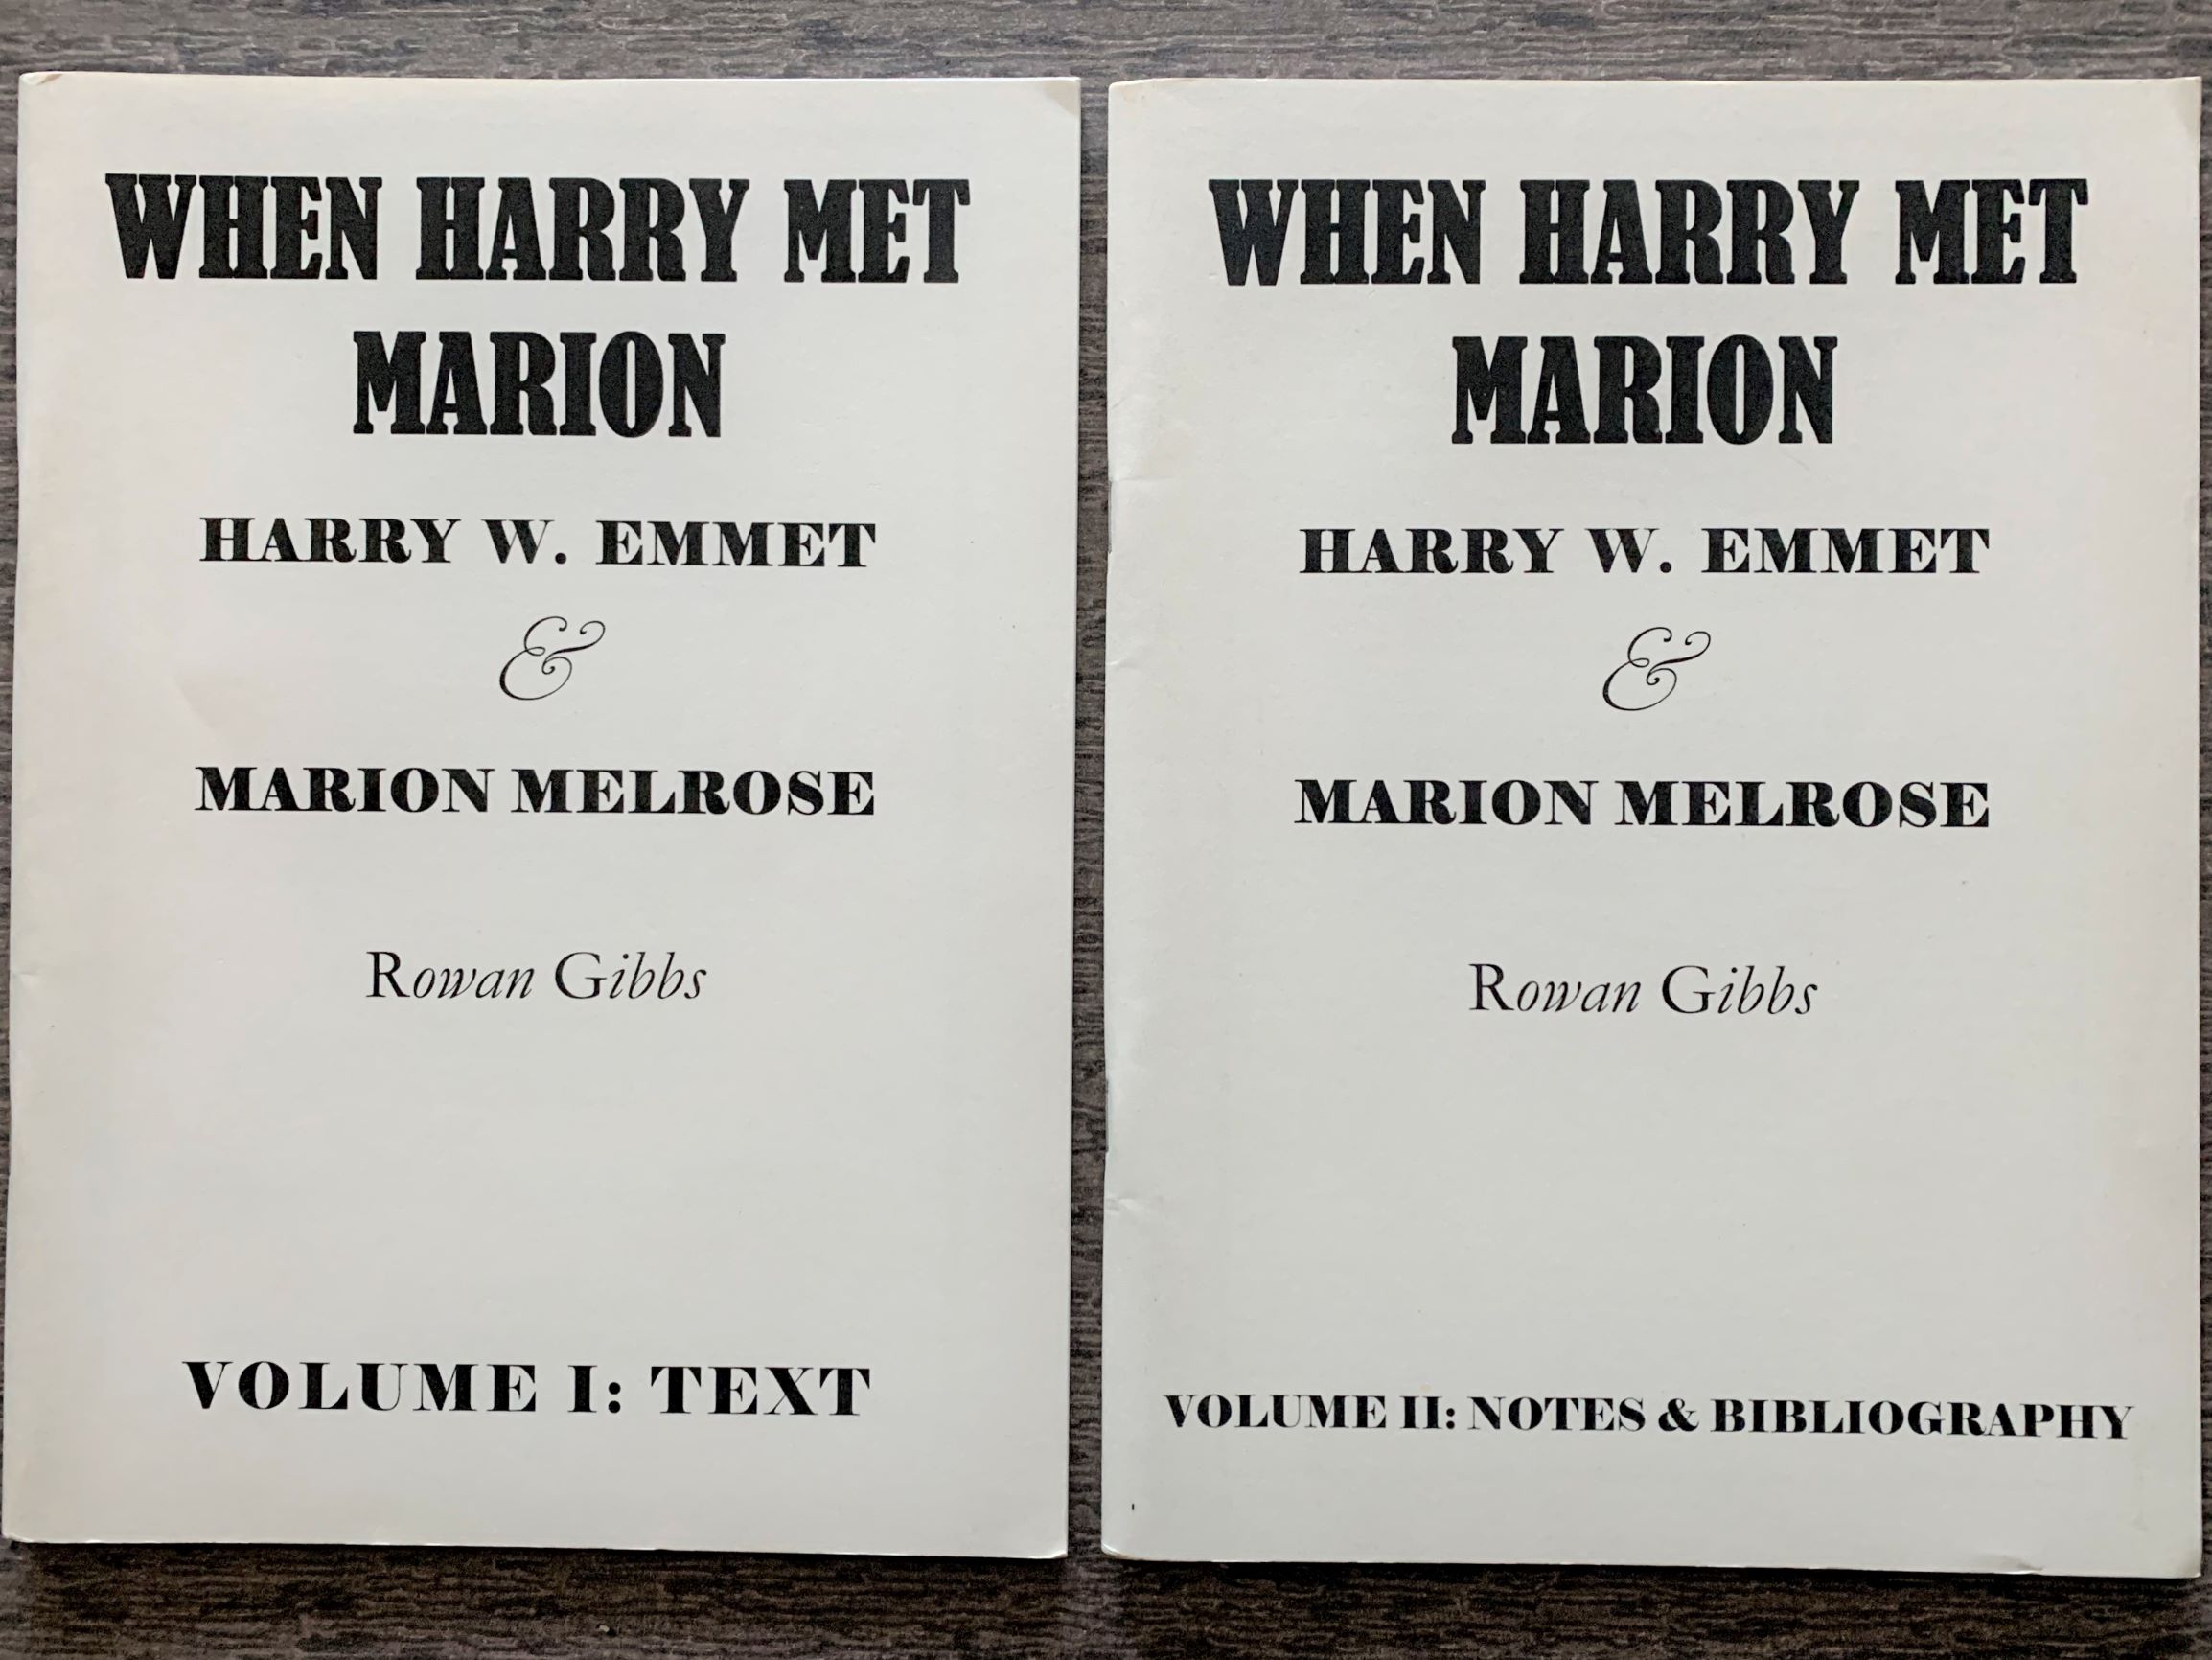 WHEN HARRY MET
MARION
HARRY W. EMMET
&
MARION MELROSE
Rowan Gibbs
VOLUME I: TEXT
WHEN HARRY MET
MARION
HARRY W. EMMET
&
MARION MELROSE
Rowan Gibbs
VOLUME II: NOTES & BIBLIOGRAPHY